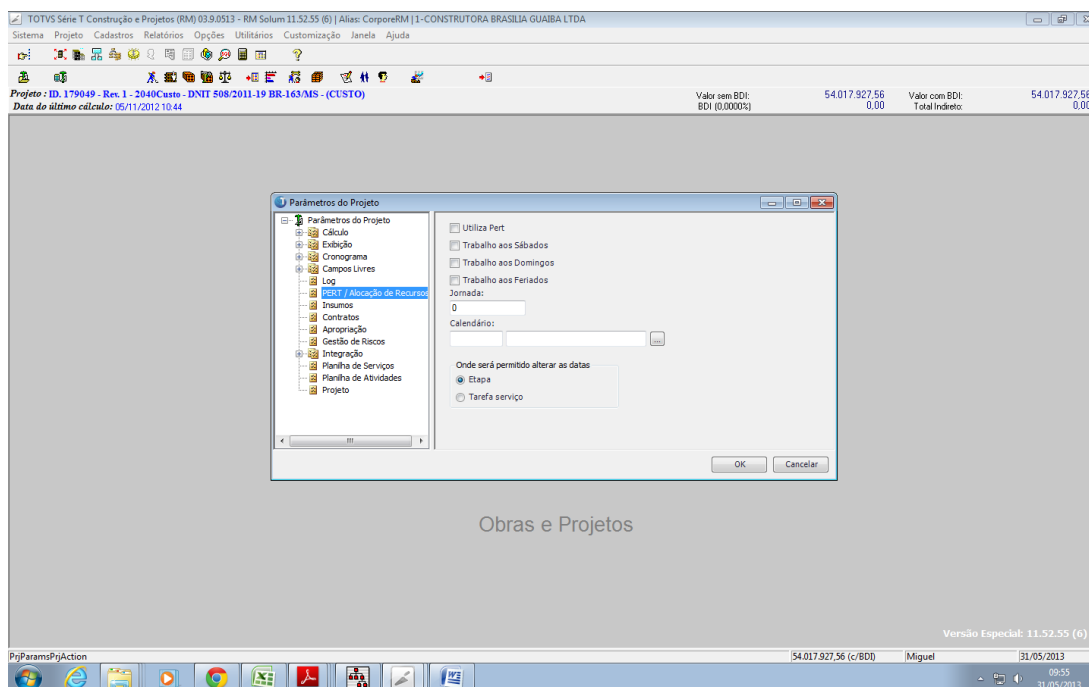 TOTVS Série T Construção e Projetos (RM) 03.9.0513 - RM Solum 11.52.55 (6) | Alias: CorporeRM | 1-CONSTRUTORA BRASILIA GUAIBA LTDA
Sistema Projeto Cadastros Relatórios Opções Utilitários Customização Janela Ajuda
Projeto : ID. 179049 - Rev. 1 - 2040Custo - DNIT 508/2011-19 BR-163/MS - (CUSTO) Valor sem BDI: 54.017.927,56 Valor com BDI: 54.017.927,56
Data do último cálculo: 05/11/2012 10:44 BDI (0,0000%) 0,00 Total Indireto: 0,00
Parâmetros do Projeto
Parâmetros do Projeto
Cálculo
Exibição
Cronograma
Campos Livres
Log
PERT / Alocação de Recursos
Insumos
Contratos
Apropriação
Gestão de Riscos
Integração
Planilha de Serviços
Planilha de Atividades
Projeto
Utiliza Pert
Trabalho aos Sábados
Trabalho aos Domingos
Trabalho aos Feriados
Jornada:
0
Calendário:
...
Onde será permitido alterar as datas
Etapa
Tarefa serviço
OK Cancelar
Obras e Projetos
Versão Especial: 11.52.55 (6)
PrjParamsPrjAction 54.017.927,56 (c/BDI) Miguel 31/05/2013
09:55
31/05/2013